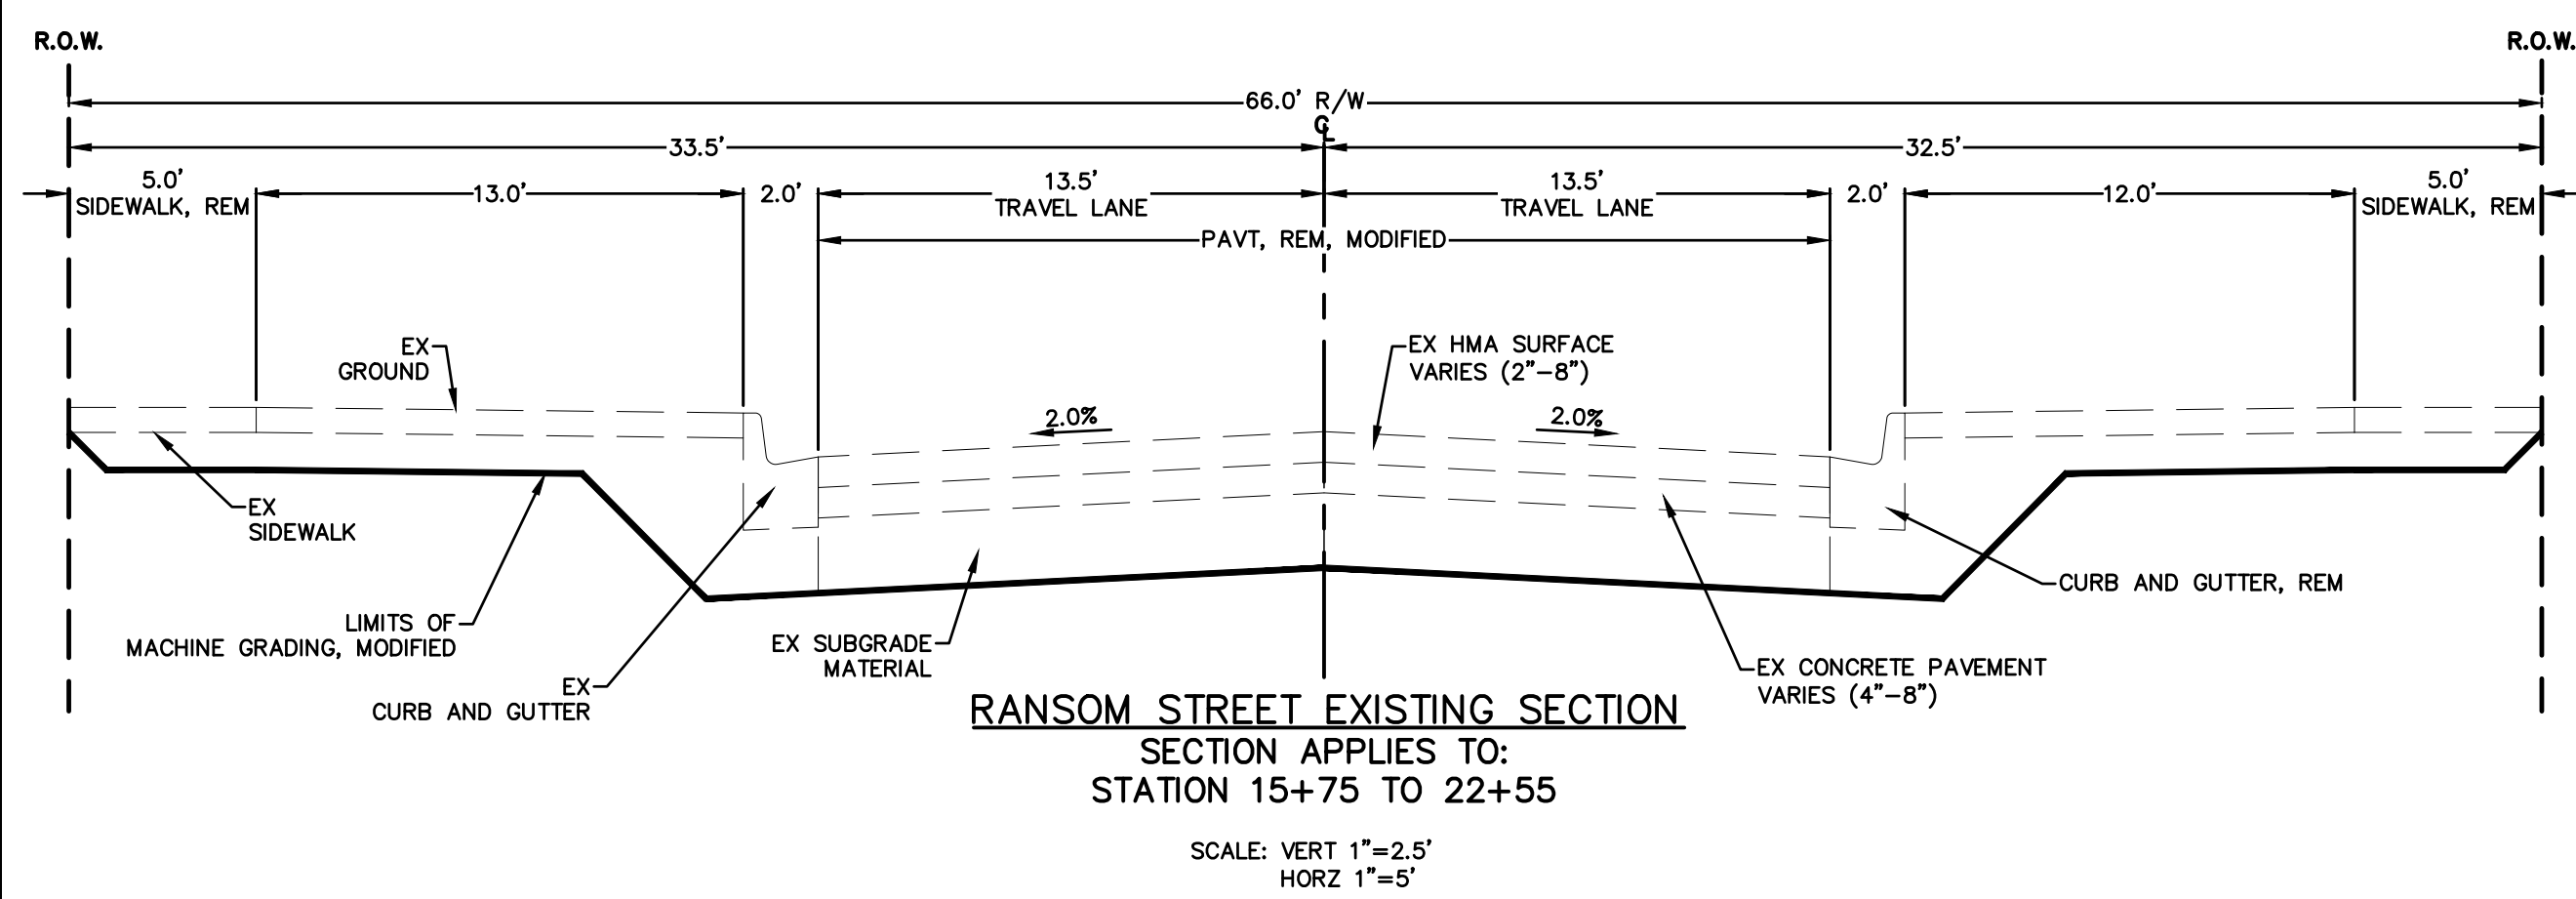 R.O.W.
R.O.W.
66.0' R/W
℄
33.5'
32.5'
5.0'
SIDEWALK, REM
13.0'
2.0'
13.5'
TRAVEL LANE
13.5'
TRAVEL LANE
2.0'
12.0'
5.0'
SIDEWALK, REM
PAVT, REM, MODIFIED
EX
GROUND
EX HMA SURFACE
VARIES (2"-8")
2.0%
2.0%
EX
SIDEWALK
LIMITS OF
MACHINE GRADING, MODIFIED
EX
CURB AND GUTTER
EX SUBGRADE
MATERIAL
CURB AND GUTTER, REM
EX CONCRETE PAVEMENT
VARIES (4"-8")
RANSOM STREET EXISTING SECTION
SECTION APPLIES TO:
STATION 15+75 TO 22+55
SCALE: VERT 1"=2.5'
HORZ 1"=5'